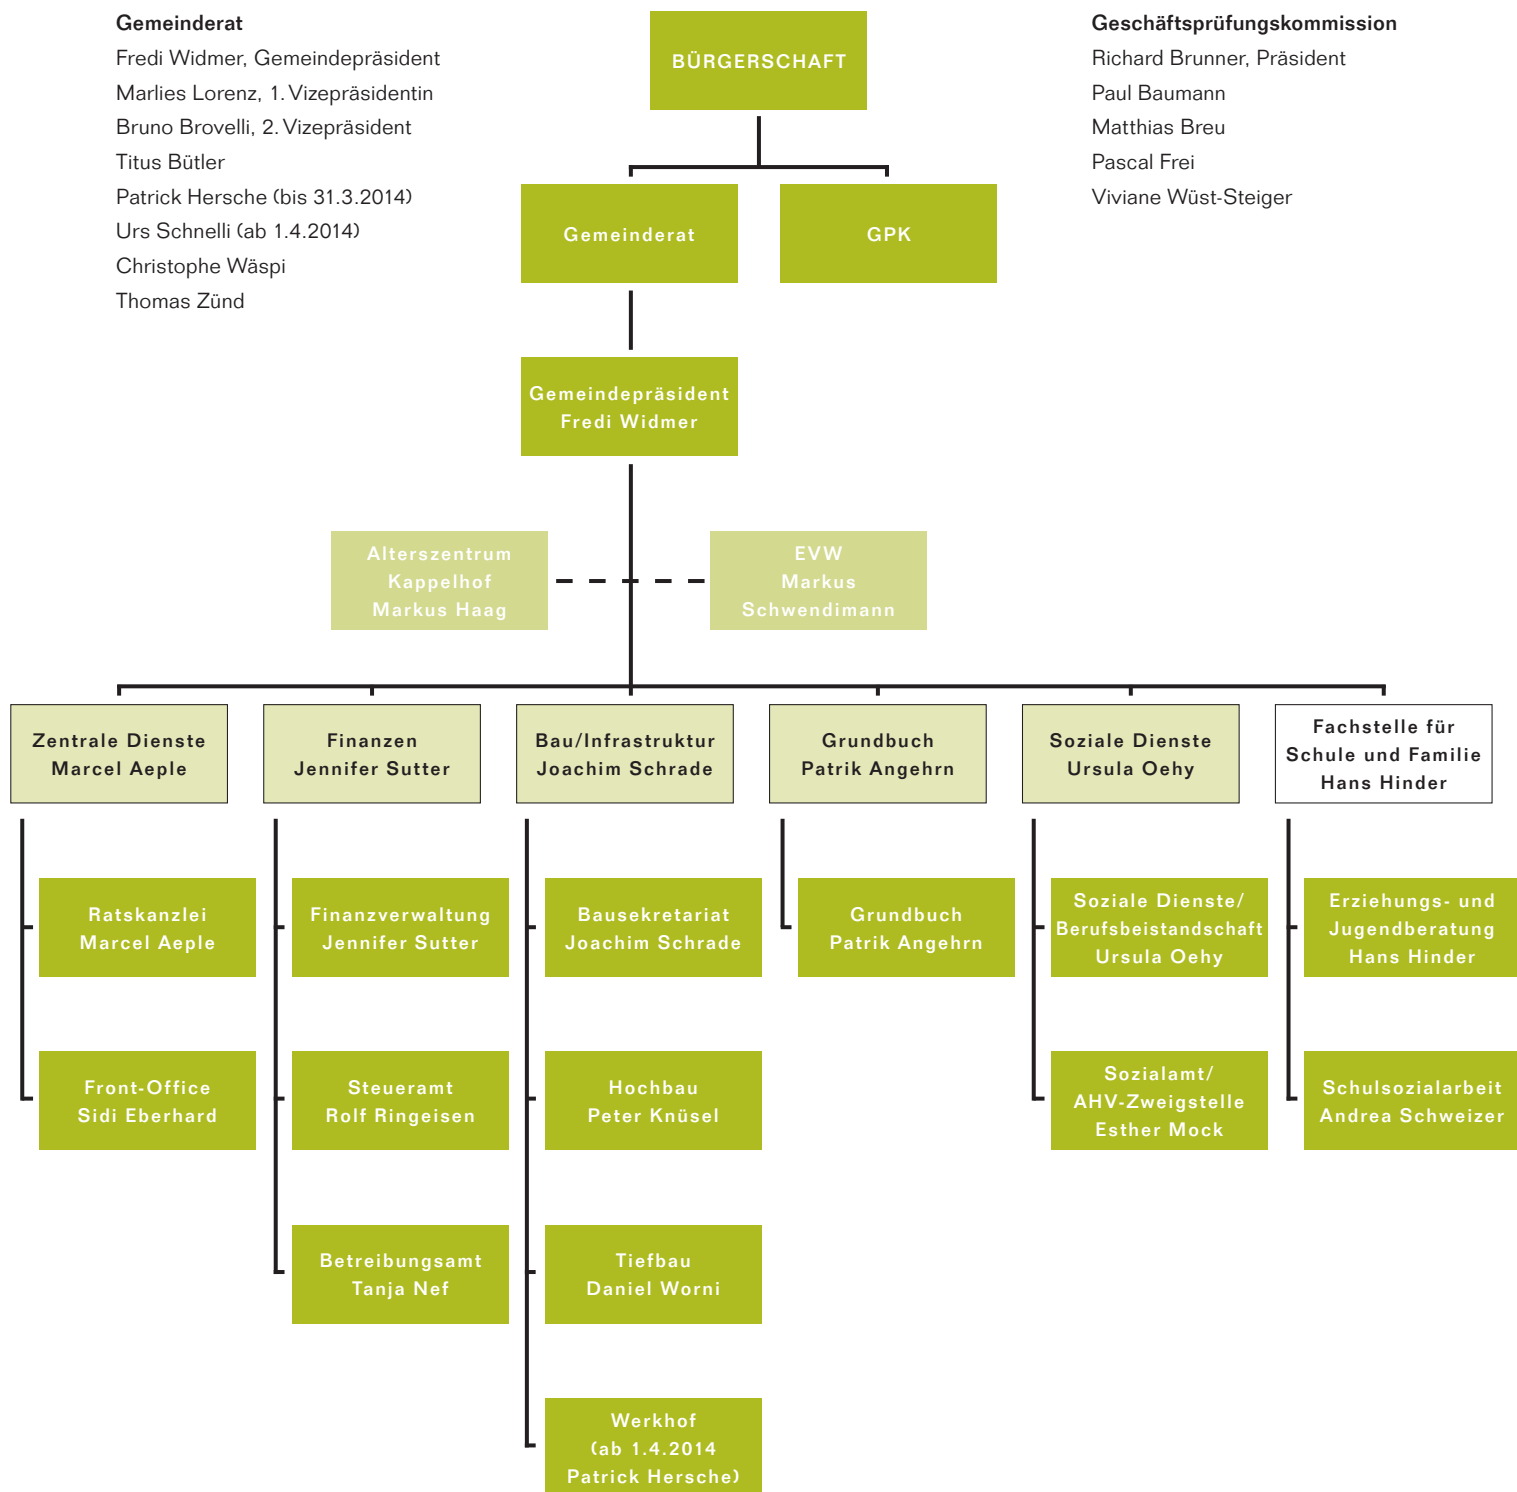 Gemeinderat
Fredi Widmer, Gemeindepräsident
Marlies Lorenz, 1. Vizepräsidentin
Bruno Brovelli, 2. Vizepräsident
Titus Bütler
Patrick Hersche (bis 31.3.2014)
Urs Schnelli (ab 1.4.2014)
Christophe Wäspi
Thomas Zünd
Geschäftsprüfungskommission
Richard Brunner, Präsident
Paul Baumann
Matthias Breu
Pascal Frei
Viviane Wüst-Steiger
BÜRGERSCHAFT
Gemeinderat
GPK
Gemeindepräsident
Fredi Widmer
Alterszentrum
Kappelhof
Markus Haag
EVW
Markus
Schwendimann
Zentrale Dienste
Marcel Aeple
Finanzen
Jennifer Sutter
Bau/Infrastruktur
Joachim Schrade
Grundbuch
Patrik Angehrn
Soziale Dienste
Ursula Oehy
Fachstelle für
Schule und Familie
Hans Hinder
Ratskanzlei
Marcel Aeple
Finanzverwaltung
Jennifer Sutter
Bausekretariat
Joachim Schrade
Grundbuch
Patrik Angehrn
Soziale Dienste/
Berufsbeistandschaft
Ursula Oehy
Erziehungs- und
Jugendberatung
Hans Hinder
Front-Office
Sidi Eberhard
Steueramt
Rolf Ringeisen
Hochbau
Peter Knüsel
Sozialamt/
AHV-Zweigstelle
Esther Mock
Schulsozialarbeit
Andrea Schweizer
Betreibungsamt
Tanja Nef
Tiefbau
Daniel Worni
Werkhof
(ab 1.4.2014
Patrick Hersche)